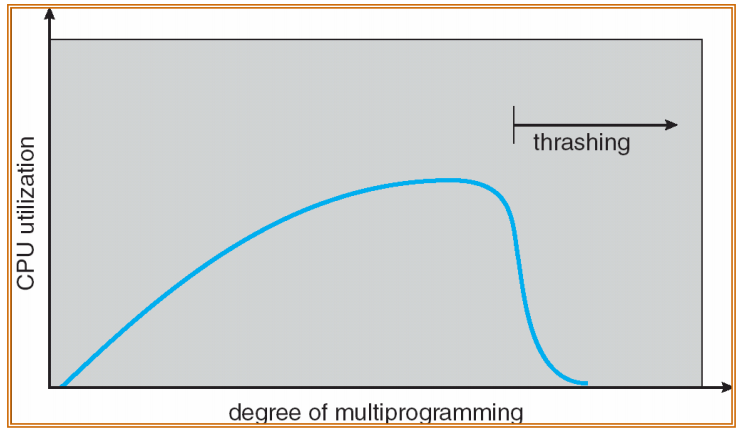 CPU utilization
thrashing
degree of multiprogramming